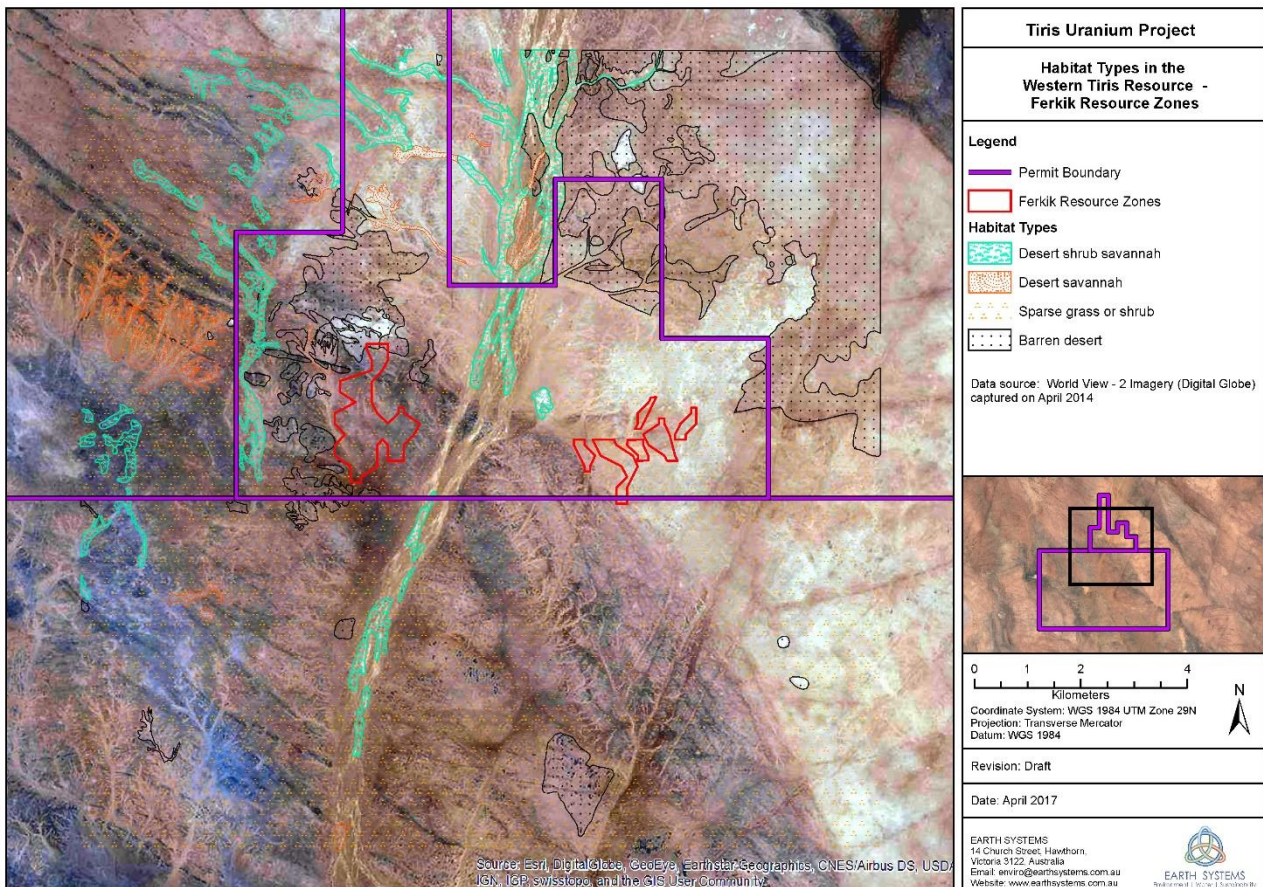 Tiris Uranium Project
Habitat Types in the
Western Tiris Resource -
Ferkik Resource Zones
Legend
Permit Boundary
Ferkik Resource Zones
Habitat Types
Desert shrub savannah
Desert savannah
Sparse grass or shrub
Barren desert
Data source: World View - 2 Imagery (Digital Globe)
captured on April 2014
0 1 2 4
Kilometers
Coordinate System: WGS 1984 UTM Zone 29N
Projection: Transverse Mercator
Datum: WGS 1984
N
Revision: Draft
Date: April 2017
EARTH SYSTEMS
14 Church Street, Hawthorn,
Victoria 3122, Australia
Email: enviro@earthsystems.com.au
Website: www.earthsystems.com.au
EARTH SYSTEMS
Environment | Water | Sustainability
Source: Esri, DigitalGlobe, GeoEye, Earthstar Geographics, CNES/Airbus DS, USDA
IGN, IGP, swisstopo, and the GIS User Community